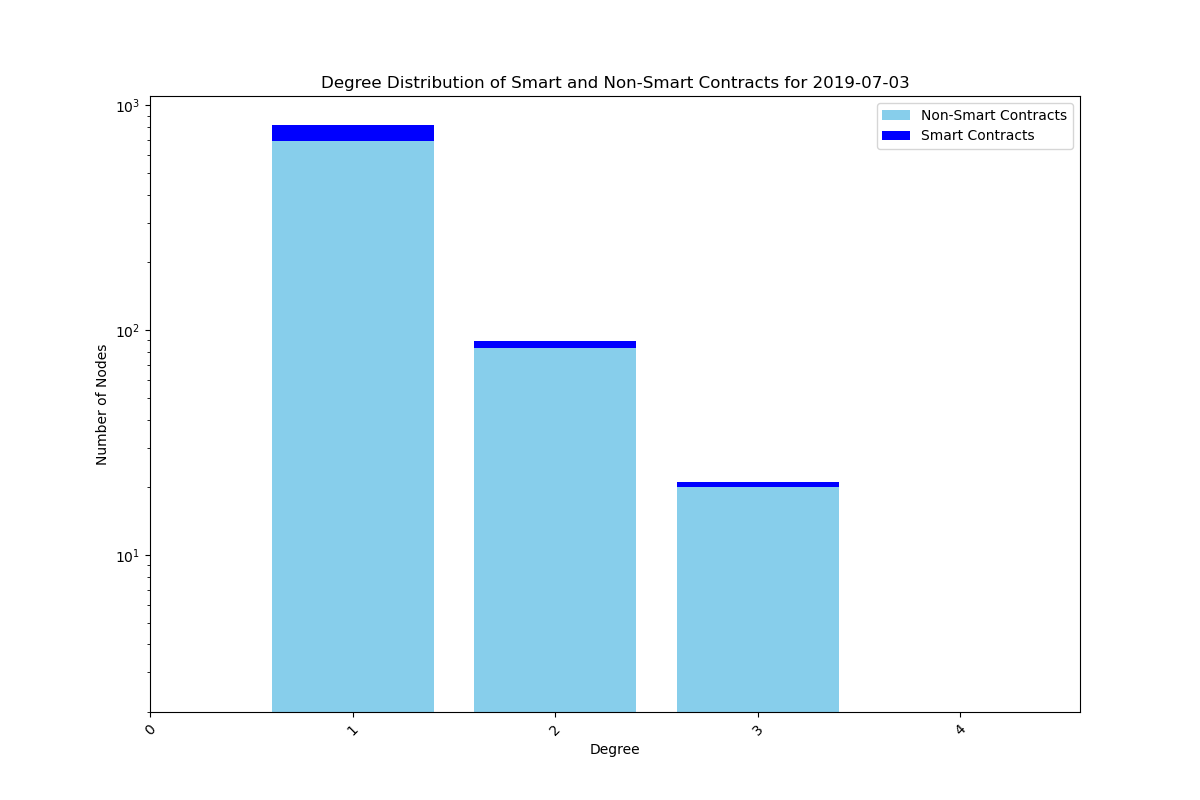 Degree Distribution of Smart and Non-Smart Contracts for 2019-07-03
Non-Smart Contracts
Smart Contracts
Number of Nodes
10³
10²
10¹
0
1
2
3
4
Degree